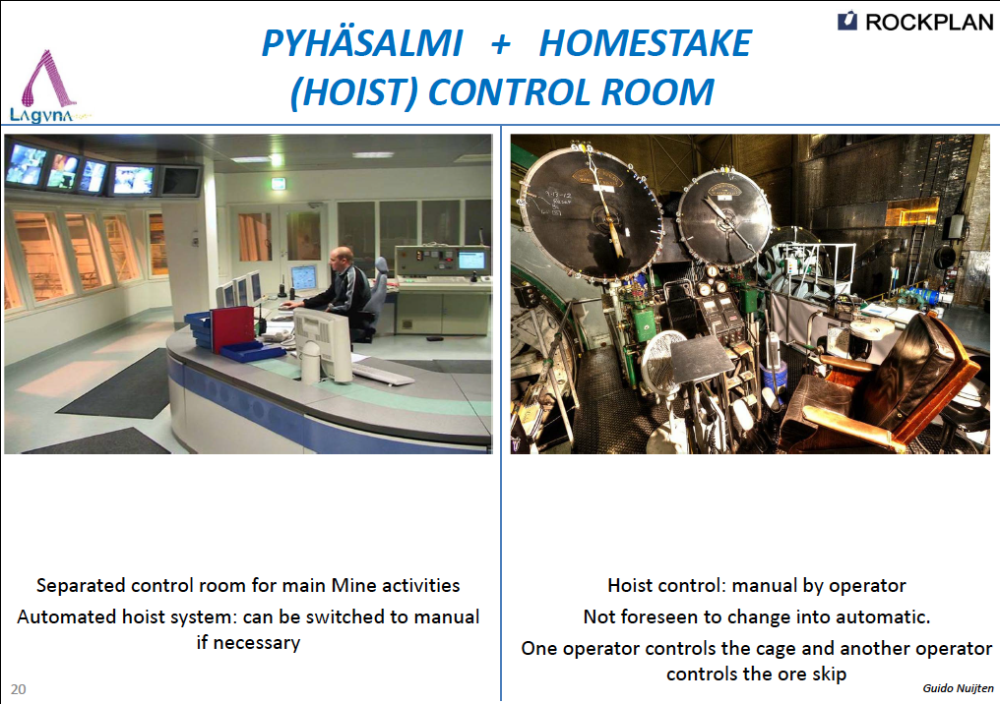 PYHÄSALMI + HOMESTAKE
(HOIST) CONTROL ROOM
ROCKPLAN
Lagvna
Separated control room for main Mine activities
Automated hoist system: can be switched to manual
if necessary
Hoist control: manual by operator
Not foreseen to change into automatic.
One operator controls the cage and another operator
controls the ore skip
20
Guido Nuijten